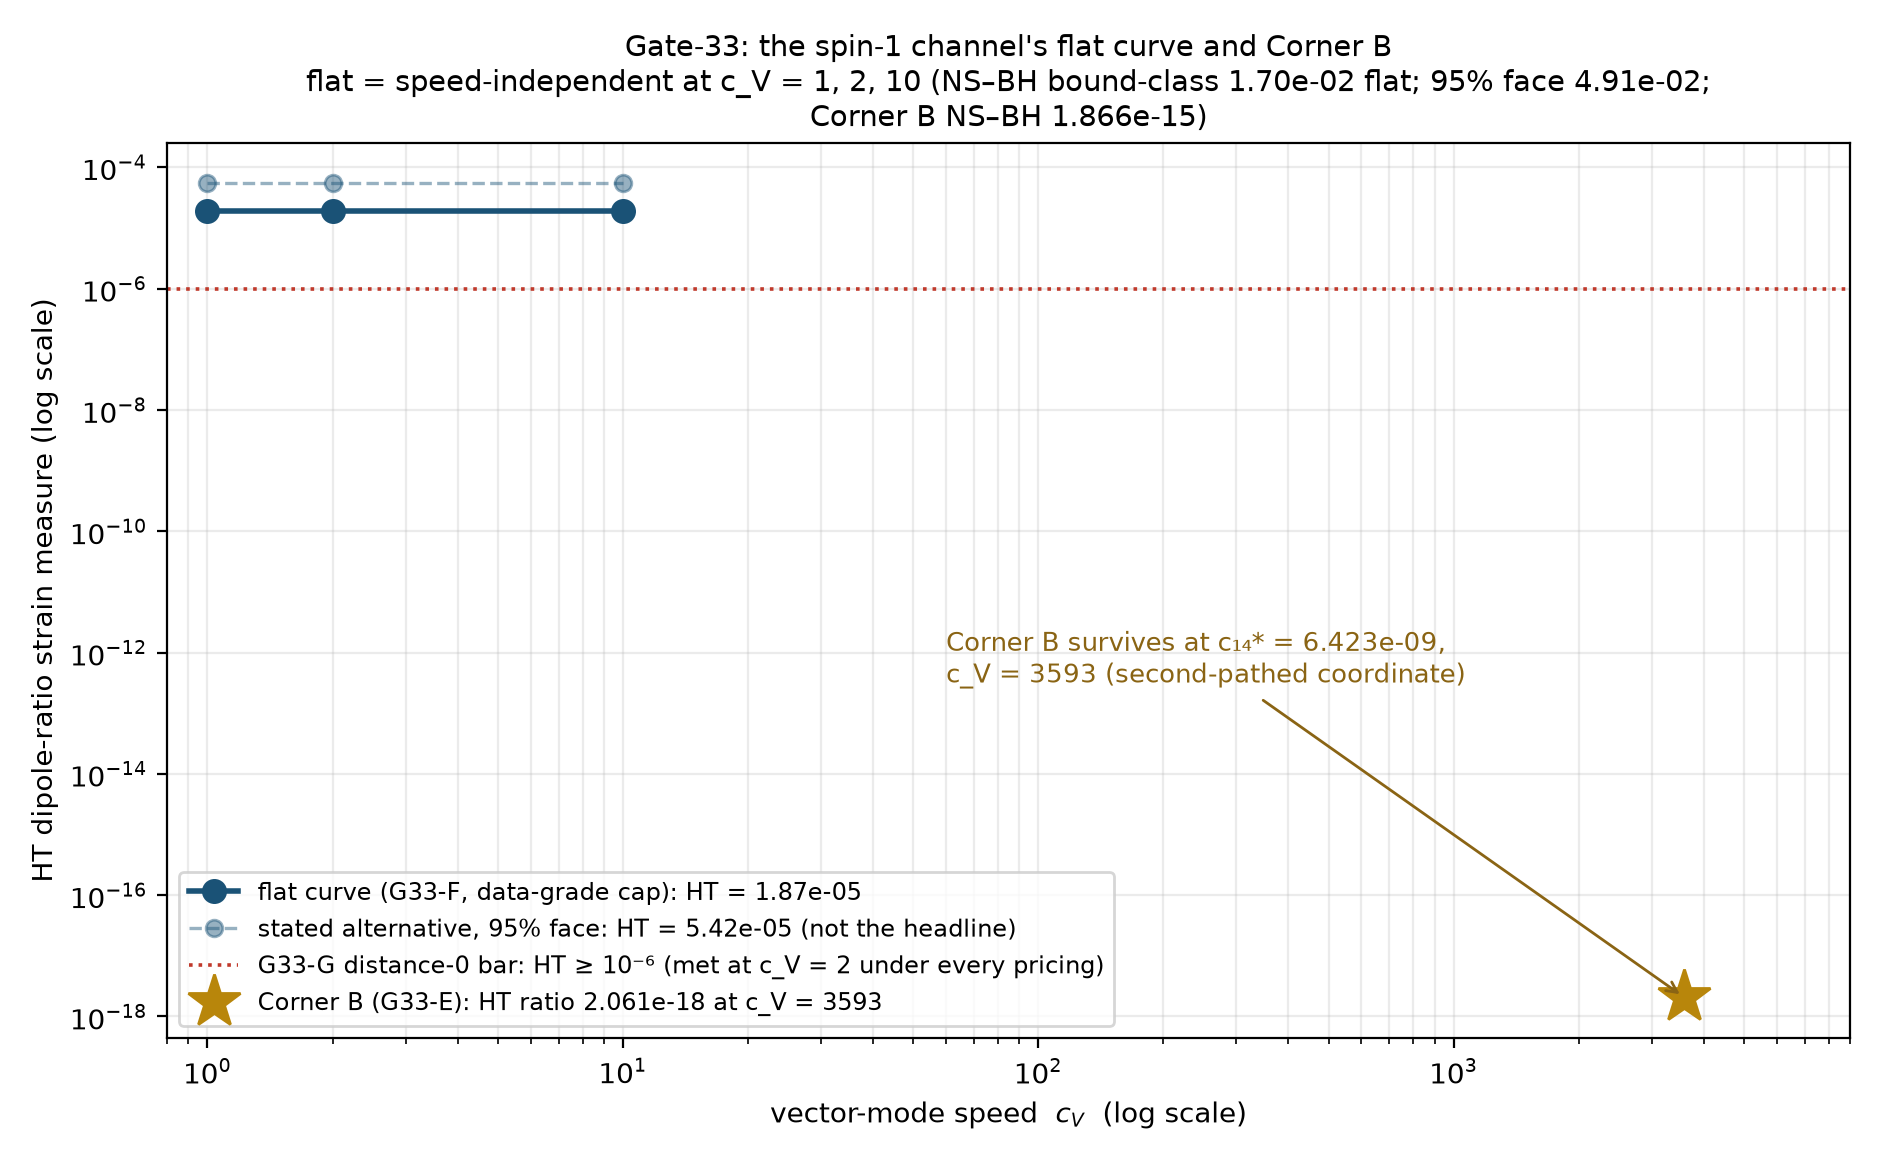 Gate-33: the spin-1 channel's flat curve and Corner B
flat = speed-independent at c_V = 1, 2, 10 (NS–BH bound-class 1.70e-02 flat; 95% face 4.91e-02;
Corner B NS–BH 1.866e-15)
HT dipole-ratio strain measure (log scale)
10⁻⁴
10⁻⁶
10⁻⁸
10⁻¹⁰
10⁻¹²
10⁻¹⁴
10⁻¹⁶
10⁻¹⁸
Corner B survives at c₁₄* = 6.423e-09,
c_V = 3593 (second-pathed coordinate)
flat curve (G33-F, data-grade cap): HT = 1.87e-05
stated alternative, 95% face: HT = 5.42e-05 (not the headline)
G33-G distance-0 bar: HT ≥ 10⁻⁶ (met at c_V = 2 under every pricing)
Corner B (G33-E): HT ratio 2.061e-18 at c_V = 3593
10⁰ 10¹ 10² 10³
vector-mode speed c_V (log scale)